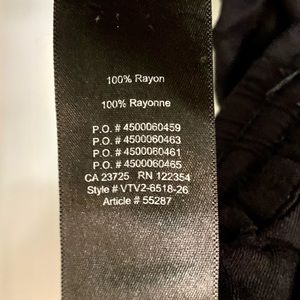 100% Rayon
100% Rayonne
P.O. # 4500060459
P.O. # 4500060463
P.O. # 4500060461
P.O. # 4500060465
CA 23725 RN 122354
Style # VTV2-6518-26
Article # 55287